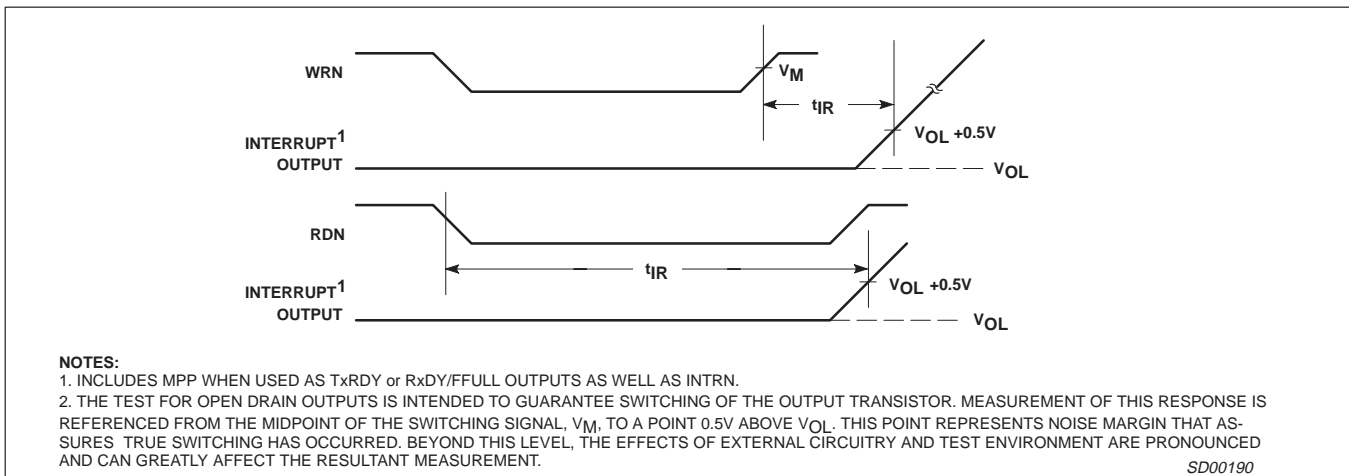 WRN
VM
tIR
INTERRUPT1
OUTPUT
VOL +0.5V
VOL
RDN
tIR
INTERRUPT1
OUTPUT
VOL +0.5V
VOL
NOTES:
1. INCLUDES MPP WHEN USED AS TxRDY or RxDY/FFULL OUTPUTS AS WELL AS INTRN.
2. THE TEST FOR OPEN DRAIN OUTPUTS IS INTENDED TO GUARANTEE SWITCHING OF THE OUTPUT TRANSISTOR. MEASUREMENT OF THIS RESPONSE IS
REFERENCED FROM THE MIDPOINT OF THE SWITCHING SIGNAL, VM, TO A POINT 0.5V ABOVE VOL. THIS POINT REPRESENTS NOISE MARGIN THAT AS-
SURES TRUE SWITCHING HAS OCCURRED. BEYOND THIS LEVEL, THE EFFECTS OF EXTERNAL CIRCUITRY AND TEST ENVIRONMENT ARE PRONOUNCED
AND CAN GREATLY AFFECT THE RESULTANT MEASUREMENT.
SD00190